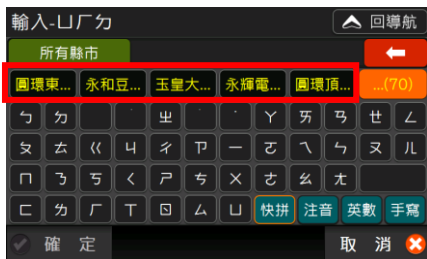 輸入-ㄩㄏㄉ 回導航
所有縣市
圓環東... 永和豆... 玉皇大... 永輝電... 圓環頂... ...(70)
ㄅ ㄉ ㄓ ˙ ㄚ ㄞ ㄢ ㄝ ㄥ
ㄆ ㄊ ㄍ ㄐ ㄔ ㄗ ㄧ ㄛ ㄟ ㄣ ㄡ ㄦ
ㄇ ㄋ ㄎ ㄑ ㄕ ㄘ ㄨ ㄜ ㄠ ㄤ
ㄈ ㄌ ㄏ ㄒ ㄖ ㄙ ㄩ 快拼 注音 英數 手寫
確 定 取 消